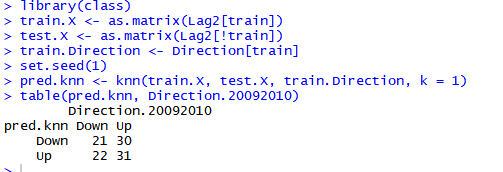 > library(class)
> train.X <- as.matrix(Lag2[train])
> test.X <- as.matrix(Lag2[!train])
> train.Direction <- Direction[train]
> set.seed(1)
> pred.knn <- knn(train.X, test.X, train.Direction, k = 1)
> table(pred.knn, Direction.20092010)
        Direction.20092010
pred.knn Down Up
    Down   21 30
    Up     22 31
>